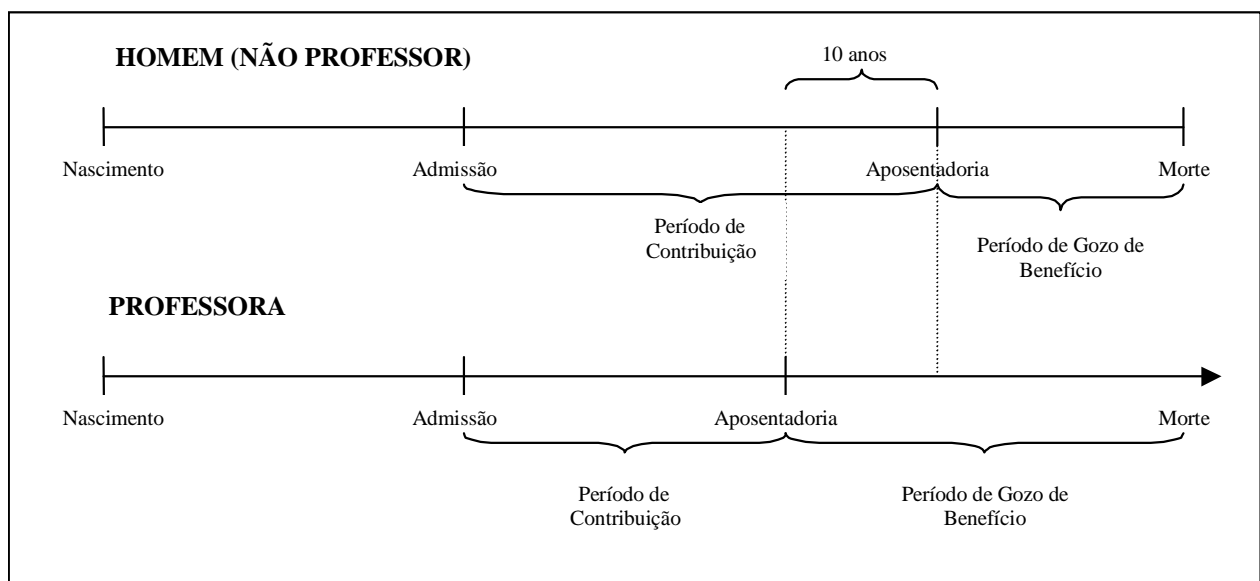 HOMEM (NÃO PROFESSOR)
10 anos
Nascimento
Admissão
Aposentadoria
Morte
Período de
Contribuição
Período de Gozo de
Benefício
PROFESSORA
Nascimento
Admissão
Aposentadoria
Morte
Período de
Contribuição
Período de Gozo de
Benefício